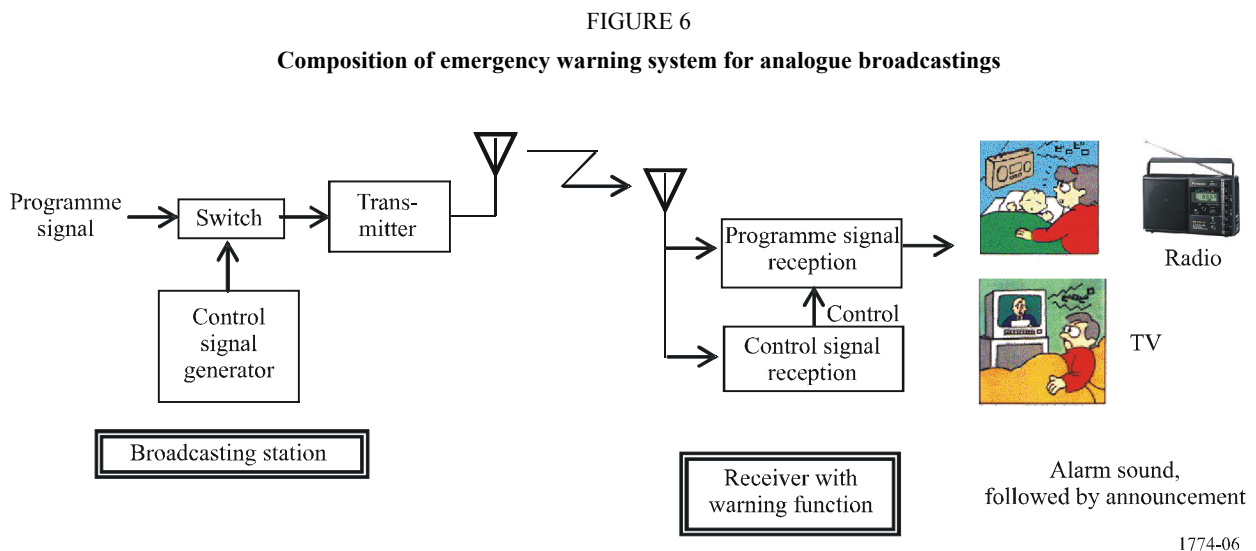 FIGURE 6
Composition of emergency warning system for analogue broadcastings
Programme
signal
Switch
Trans-
mitter
Control
signal
generator
Broadcasting station
Programme signal
reception
Control
Control signal
reception
Receiver with
warning function
Radio
TV
Alarm sound,
followed by announcement
1774-06